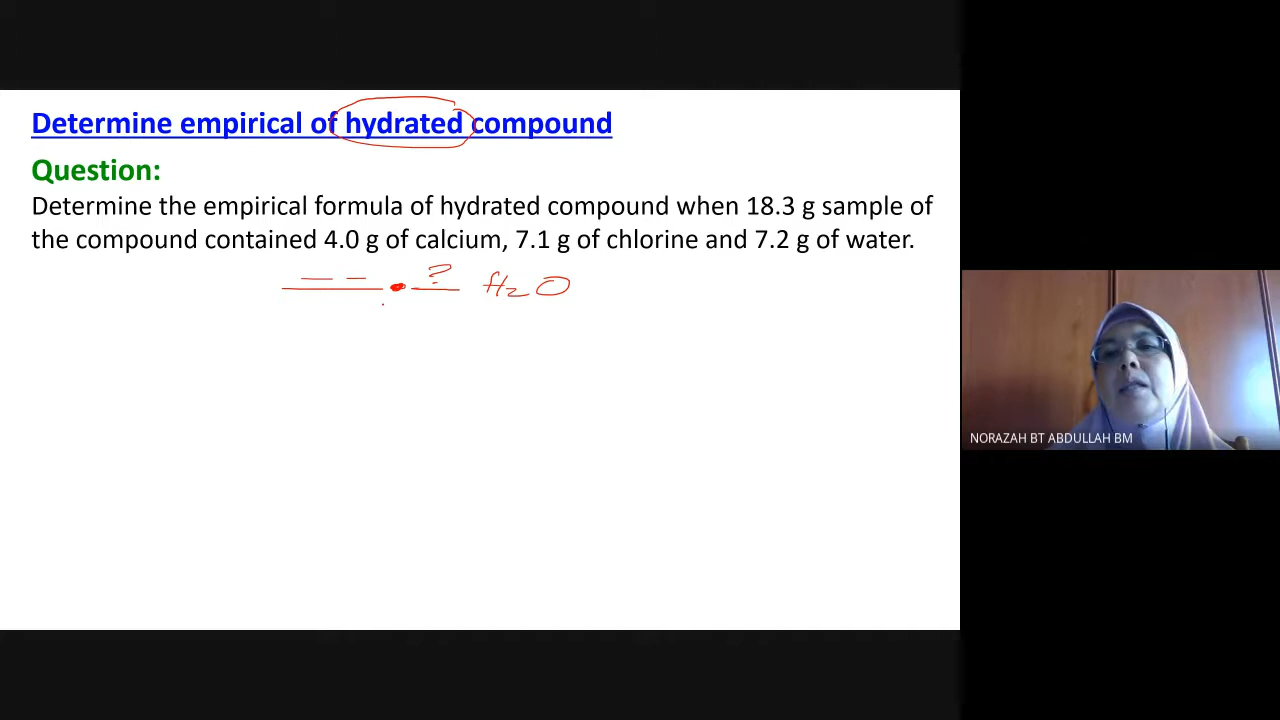 Determine empirical of hydrated compound
Question:
Determine the empirical formula of hydrated compound when 18.3 g sample of
the compound contained 4.0 g of calcium, 7.1 g of chlorine and 7.2 g of water.
? H2O
NORAZAH BT ABDULLAH BM